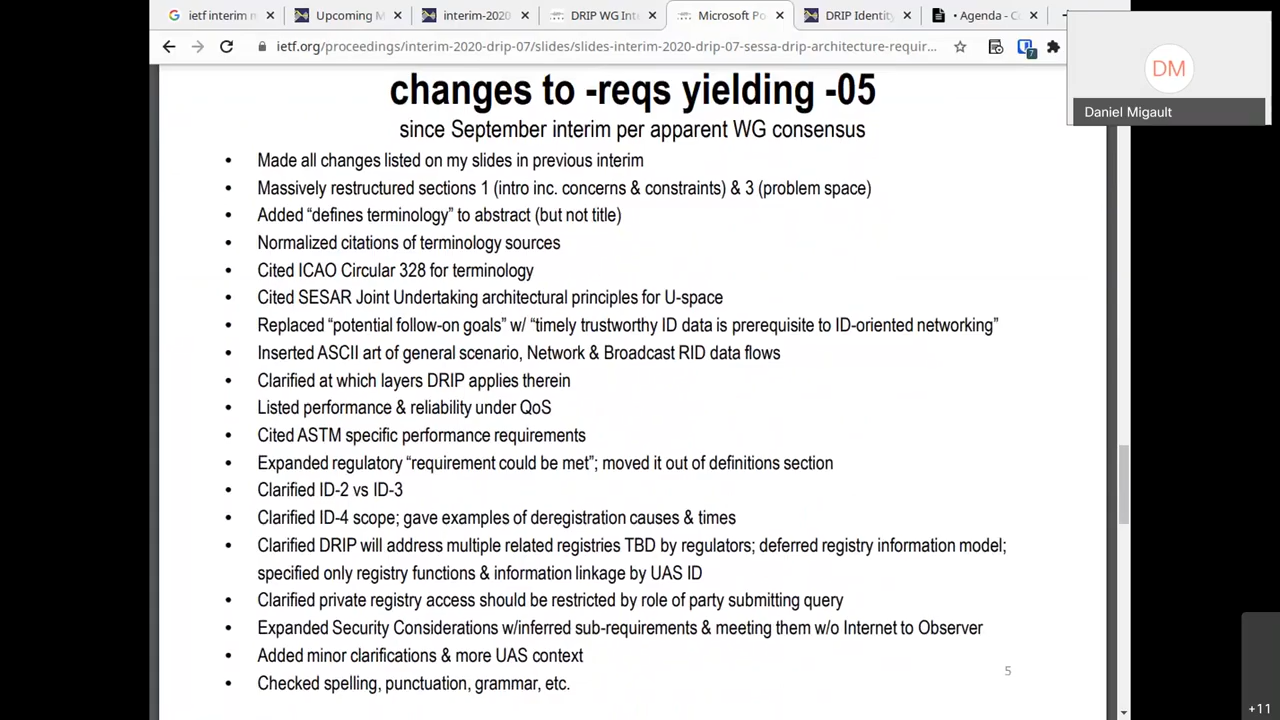 ietf interim m
Upcoming M
interim-2020
DRIP WG Inte
Microsoft Po
DRIP Identity
• Agenda - C
ietf.org/proceedings/interim-2020-drip-07/slides/slides-interim-2020-drip-07-sessa-drip-architecture-requir...
7
DM
Daniel Migault
changes to -reqs yielding -05
since September interim per apparent WG consensus
• Made all changes listed on my slides in previous interim
• Massively restructured sections 1 (intro inc. concerns & constraints) & 3 (problem space)
• Added “defines terminology” to abstract (but not title)
• Normalized citations of terminology sources
• Cited ICAO Circular 328 for terminology
• Cited SESAR Joint Undertaking architectural principles for U-space
• Replaced “potential follow-on goals” w/ “timely trustworthy ID data is prerequisite to ID-oriented networking”
• Inserted ASCII art of general scenario, Network & Broadcast RID data flows
• Clarified at which layers DRIP applies therein
• Listed performance & reliability under QoS
• Cited ASTM specific performance requirements
• Expanded regulatory “requirement could be met”; moved it out of definitions section
• Clarified ID-2 vs ID-3
• Clarified ID-4 scope; gave examples of deregistration causes & times
• Clarified DRIP will address multiple related registries TBD by regulators; deferred registry information model;
specified only registry functions & information linkage by UAS ID
• Clarified private registry access should be restricted by role of party submitting query
• Expanded Security Considerations w/inferred sub-requirements & meeting them w/o Internet to Observer
• Added minor clarifications & more UAS context
• Checked spelling, punctuation, grammar, etc.
5
+11